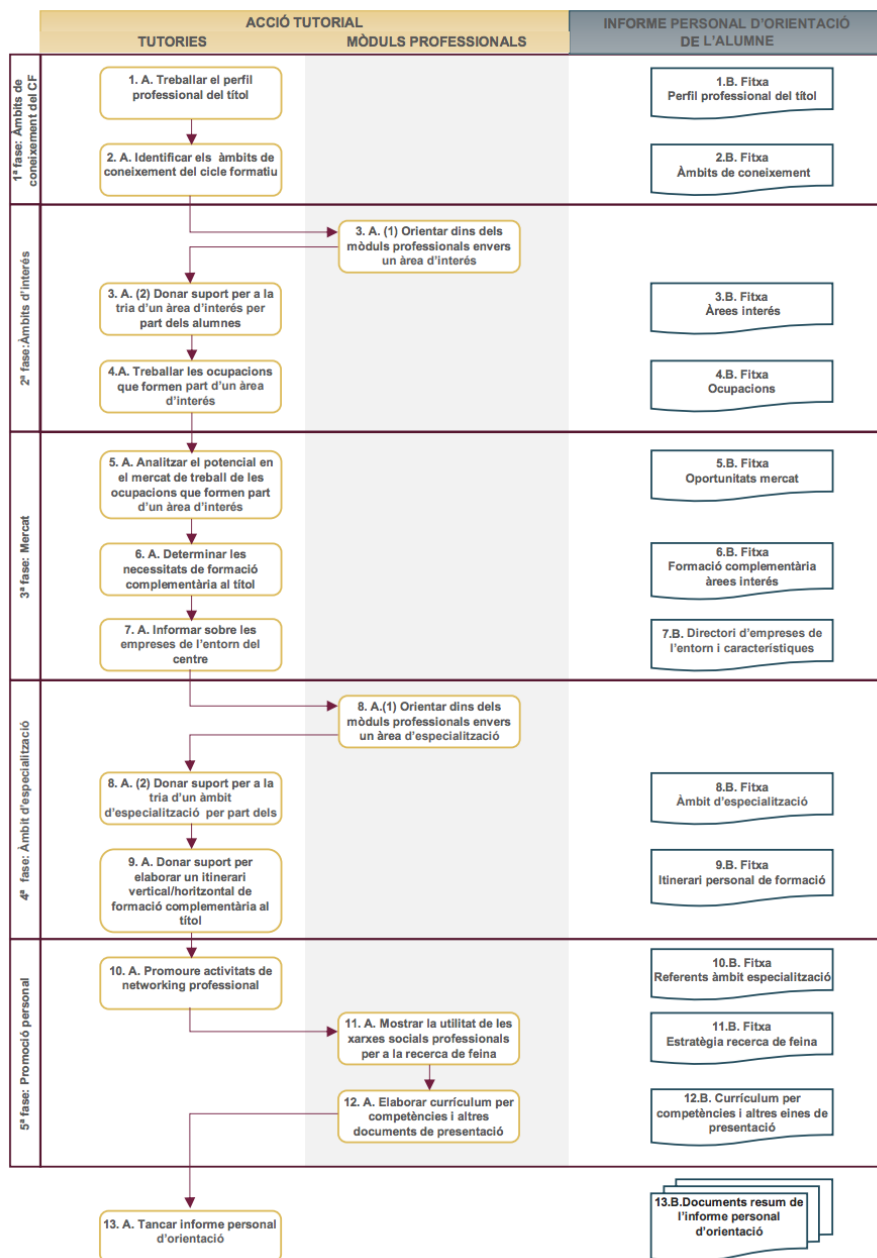 ACCIÓ TUTORIAL
TUTORIES
MÒDULS PROFESSIONALS
INFORME PERSONAL D'ORIENTACIÓ
DE L'ALUMNE
1ª fase: Àmbits de
coneixement del CF
1. A. Treballar el perfil
professional del títol
1.B. Fitxa
Perfil professional del títol
2. A. Identificar els àmbits de
coneixement del cicle formatiu
2.B. Fitxa
Àmbits de coneixement
2ª fase:Àmbits d'interés
3. A. (1) Orientar dins dels
mòduls professionals envers
un àrea d'interés
3. A. (2) Donar suport per a la
tria d'un àrea d'interés per
part dels alumnes
3.B. Fitxa
Àrees interés
4.A. Treballar les ocupacions
que formen part d'un àrea
d'interés
4.B. Fitxa
Ocupacions
3ª fase: Mercat
5. A. Analitzar el potencial en
el mercat de treball de les
ocupacions que formen part
d'un àrea d'interés
5.B. Fitxa
Oportunitats mercat
6. A. Determinar les
necessitats de formació
complementària al títol
6.B. Fitxa
Formació complementària
àrees interés
7. A. Informar sobre les
empreses de l'entorn del
centre
7.B. Directori d'empreses de
l'entorn i característiques
4ª fase: Àmbit d'especialització
8. A.(1) Orientar dins dels
mòduls professionals envers
un àrea d'especialització
8. A. (2) Donar suport per a la
tria d'un àmbit
d'especialització per part dels
8.B. Fitxa
Àmbit d'especialització
9. A. Donar suport per
elaborar un itinerari
vertical/horitzontal de
formació complementària al
títol
9.B. Fitxa
Itinerari personal de formació
5ª fase: Promoció personal
10. A. Promoure activitats de
networking professional
10.B. Fitxa
Referents àmbit especialització
11. A. Mostrar la utilitat de les
xarxes socials professionals
per a la recerca de feina
11.B. Fitxa
Estratègia recerca de feina
12. A. Elaborar currículum per
competències i altres
documents de presentació
12.B. Currículum per
competències i altres eines de
presentació
13. A. Tancar informe personal
d'orientació
13.B.Documents resum de
l'informe personal
d'orientació